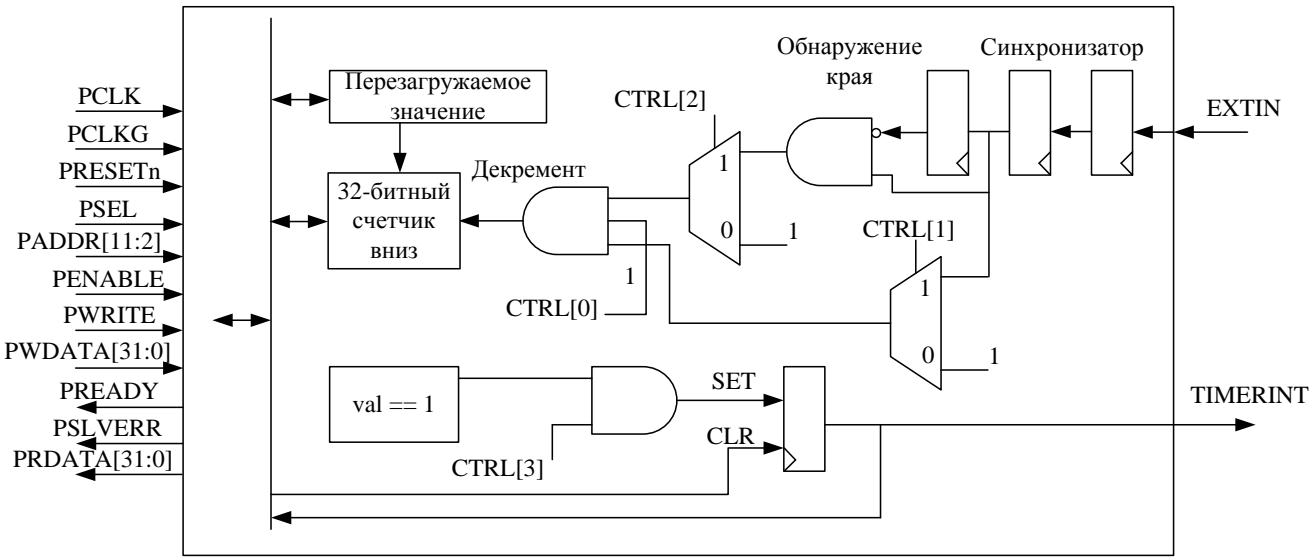 PCLK
PCLKG
PRESETn
PSEL
PADDR[11:2]
PENABLE
PWRITE
PWDATA[31:0]
PREADY
PSLVERR
PRDATA[31:0]
Перезагружаемое
значение
32-битный
счетчик
вниз
Декремент
CTRL[2]
1
0
1
Обнаружение
края
Синхронизатор
EXTIN
CTRL[1]
1
0
1
1
CTRL[0]
val == 1
CTRL[3]
SET
CLR
TIMERINT